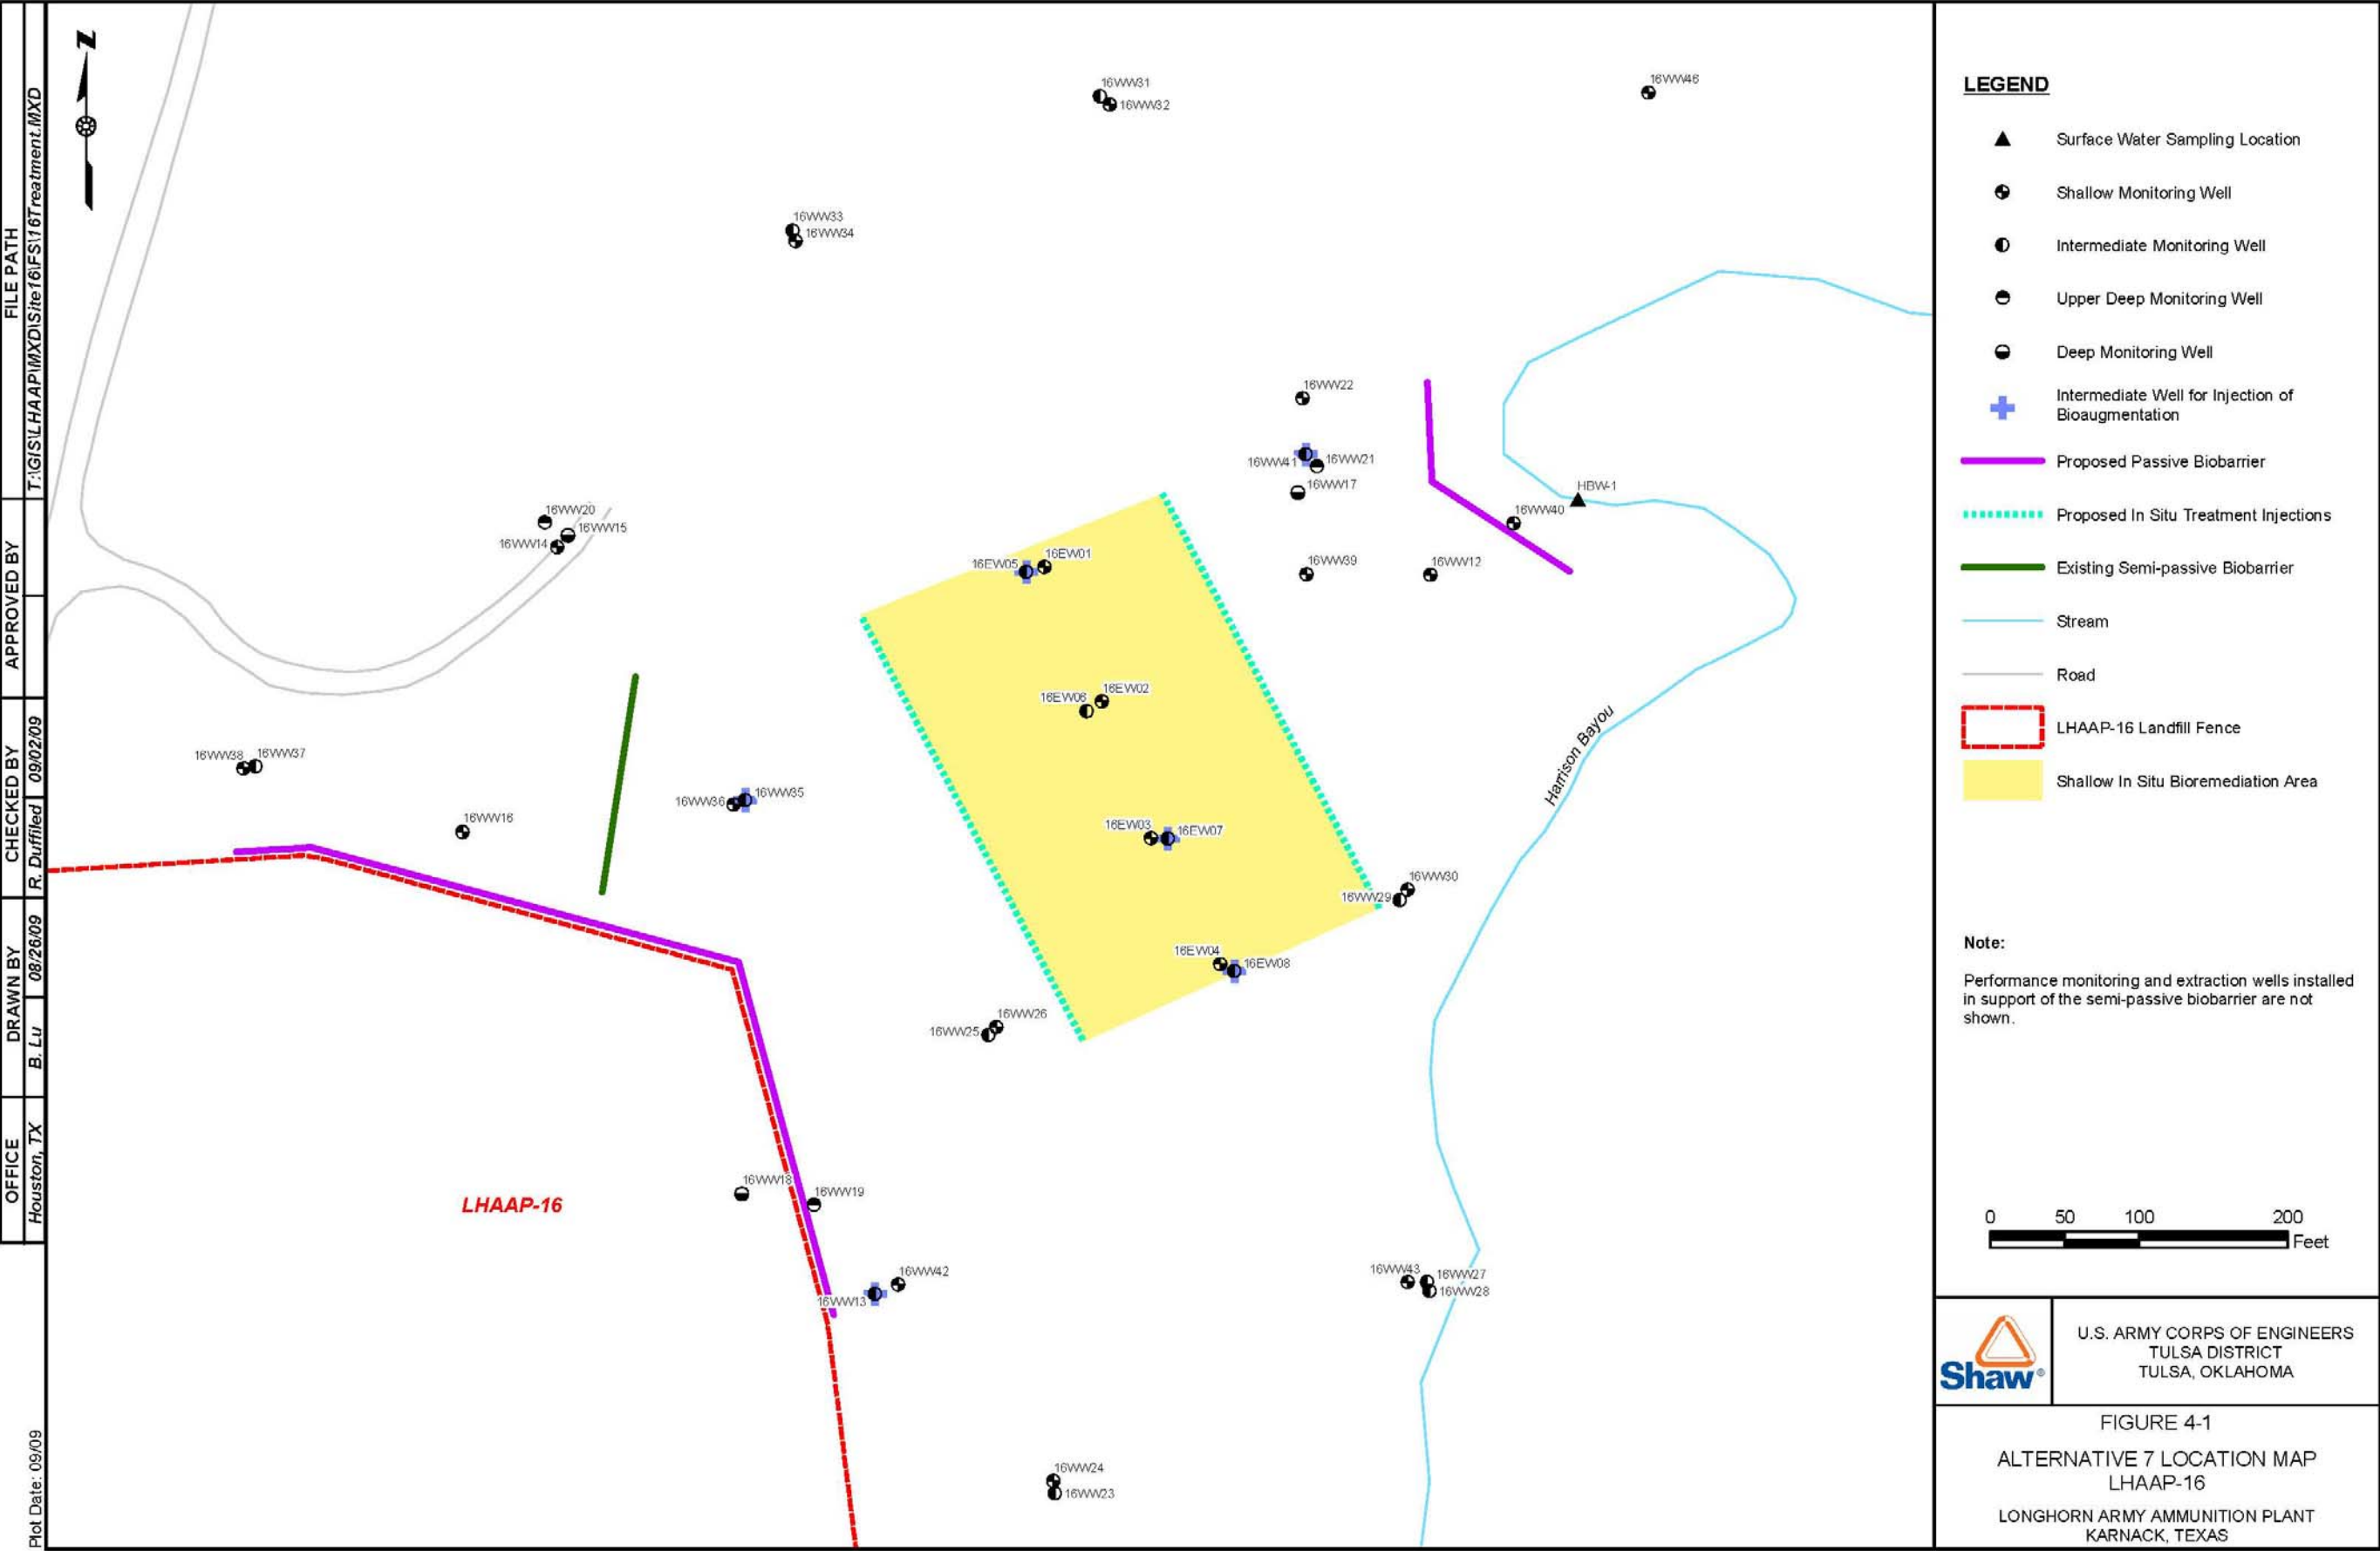 FILE PATH
T:\GIS\LHAAP\MXD\Site16\FS\16Treatment.MXD
APPROVED BY
CHECKED BY
R. Duffiled 09/02/09
DRAWN BY
B. Lu 08/26/09
OFFICE
Houston, TX
Plot Date: 09/09
N
16WW31
16WW32
16WW46
16WW33
16WW34
16WW22
16WW41
16WW21
16WW17
HBW-1
16WW40
16WW20
16WW15
16WW14
16EW05
16EW01
16WW39
16WW12
16EW06
16EW02
Harrison Bayou
16WW38
16WW37
16WW36
16WW35
16WW16
16EW03
16EW07
16WW30
16WW29
16EW04
16EW08
16WW26
16WW25
16WW18
16WW19
LHAAP-16
16WW42
16WW13
16WW43
16WW27
16WW28
16WW24
16WW23
LEGEND
Surface Water Sampling Location
Shallow Monitoring Well
Intermediate Monitoring Well
Upper Deep Monitoring Well
Deep Monitoring Well
Intermediate Well for Injection of
Bioaugmentation
Proposed Passive Biobarrier
Proposed In Situ Treatment Injections
Existing Semi-passive Biobarrier
Stream
Road
LHAAP-16 Landfill Fence
Shallow In Situ Bioremediation Area
Note:
Performance monitoring and extraction wells installed
in support of the semi-passive biobarrier are not
shown.
0 50 100 200
Feet
Shaw®
U.S. ARMY CORPS OF ENGINEERS
TULSA DISTRICT
TULSA, OKLAHOMA
FIGURE 4-1
ALTERNATIVE 7 LOCATION MAP
LHAAP-16
LONGHORN ARMY AMMUNITION PLANT
KARNACK, TEXAS